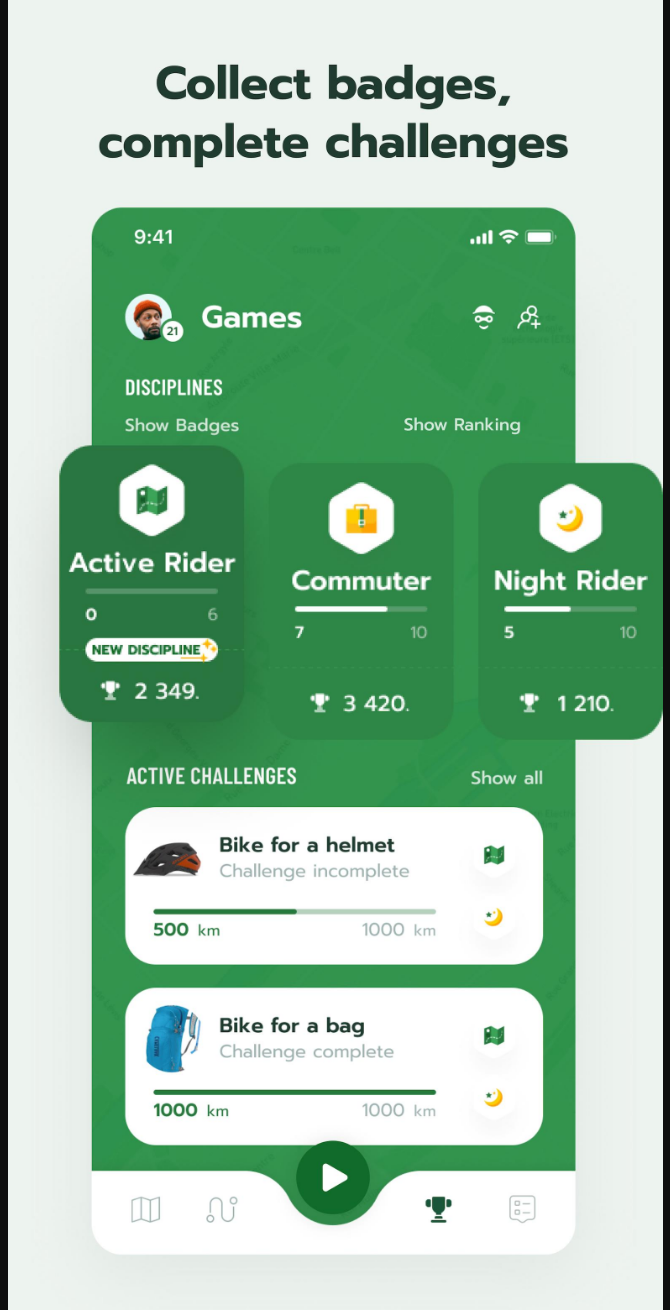 Collect badges,
complete challenges
9:41
21
Games
DISCIPLINES
Show Badges
Show Ranking
Active Rider
0
6
NEW DISCIPLINE
2 349.
Commuter
7
10
3 420.
Night Rider
5
10
1 210.
ACTIVE CHALLENGES
Show all
Bike for a helmet
Challenge incomplete
500 km
1000 km
Bike for a bag
Challenge complete
1000 km
1000 km